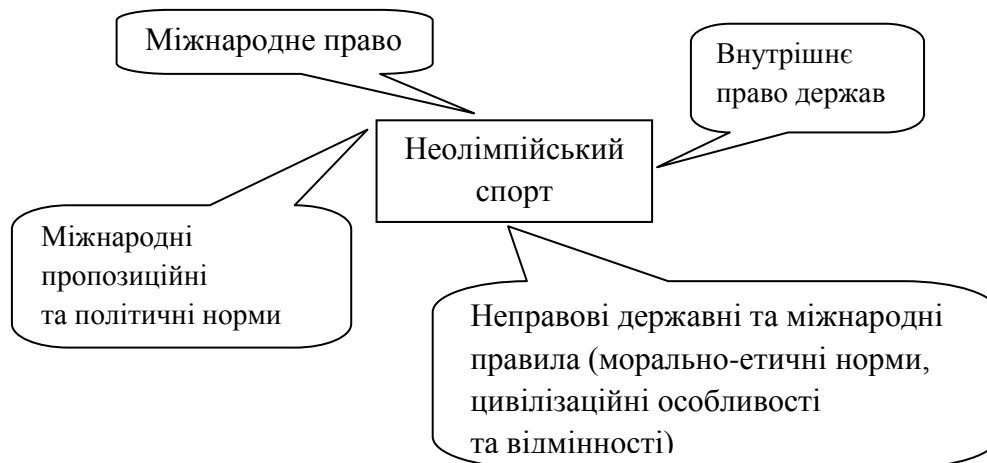 Міжнародне право
Внутрішнє
право держав
Неолімпійський
спорт
Міжнародні
пропозиційні
та політичні норми
Неправові державні та міжнародні
правила (морально-етичні норми,
цивілізаційні особливості
та відмінності)